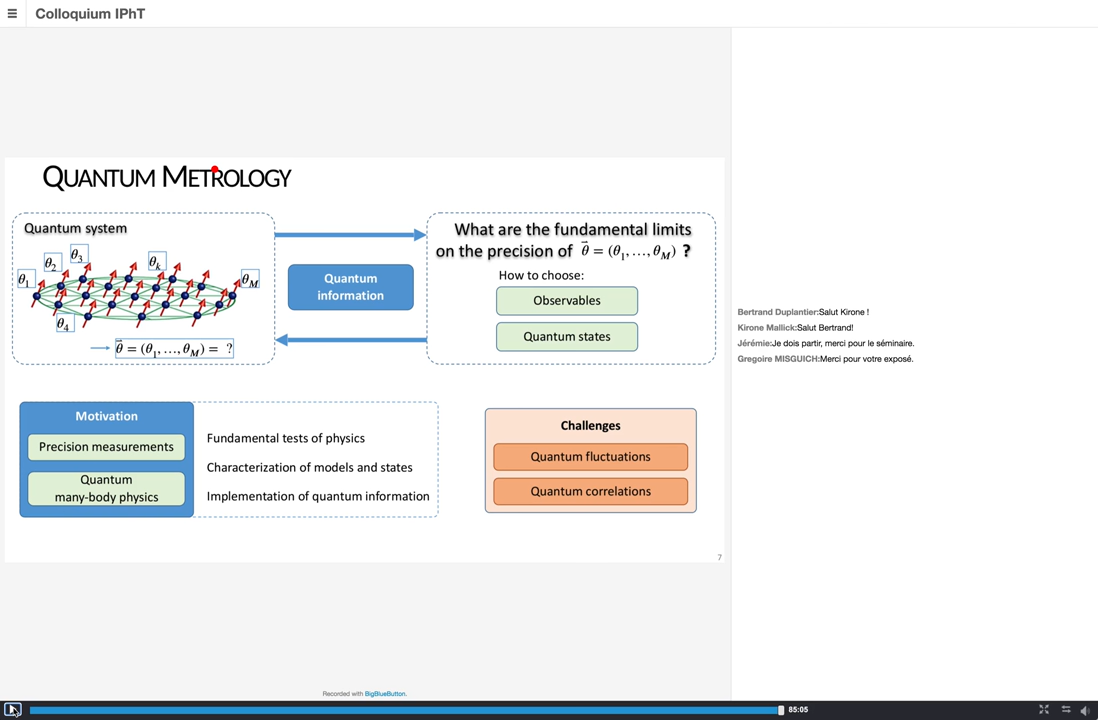 Colloquium IPhT
QUANTUM METROLOGY
Quantum system
θ₁
θ₂
θ₃
θₖ
θ_M
θ₄
θ⃗ = (θ₁,…,θ_M) = ?
Quantum
information
What are the fundamental limits
on the precision of θ⃗ = (θ₁,…,θ_M) ?
How to choose:
Observables
Quantum states
Motivation
Precision measurements
Quantum
many-body physics
Fundamental tests of physics
Characterization of models and states
Implementation of quantum information
Challenges
Quantum fluctuations
Quantum correlations
7
Bertrand Duplantier:Salut Kirone !
Kirone Mallick:Salut Bertrand!
Jérémie:Je dois partir, merci pour le séminaire.
Gregoire MISGUICH:Merci pour votre exposé.
Recorded with BigBlueButton.
85:05